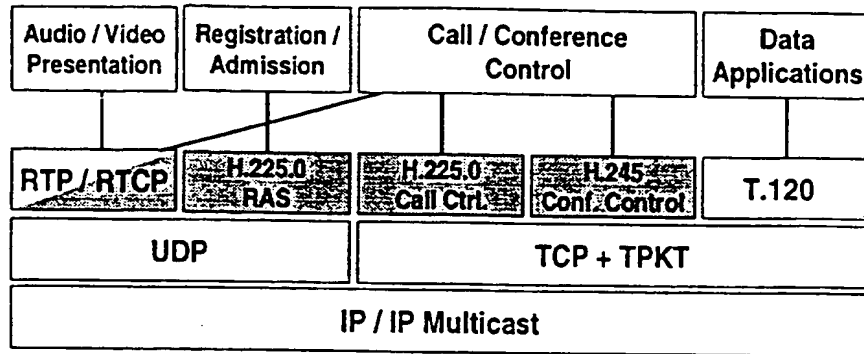 Audio / Video
Presentation
Registration /
Admission
Call / Conference
Control
Data
Applications
RTP / RTCP
H.225.0
RAS
H.225.0
Call Ctrl.
H.245
Conf. Control
T.120
UDP
TCP + TPKT
IP / IP Multicast